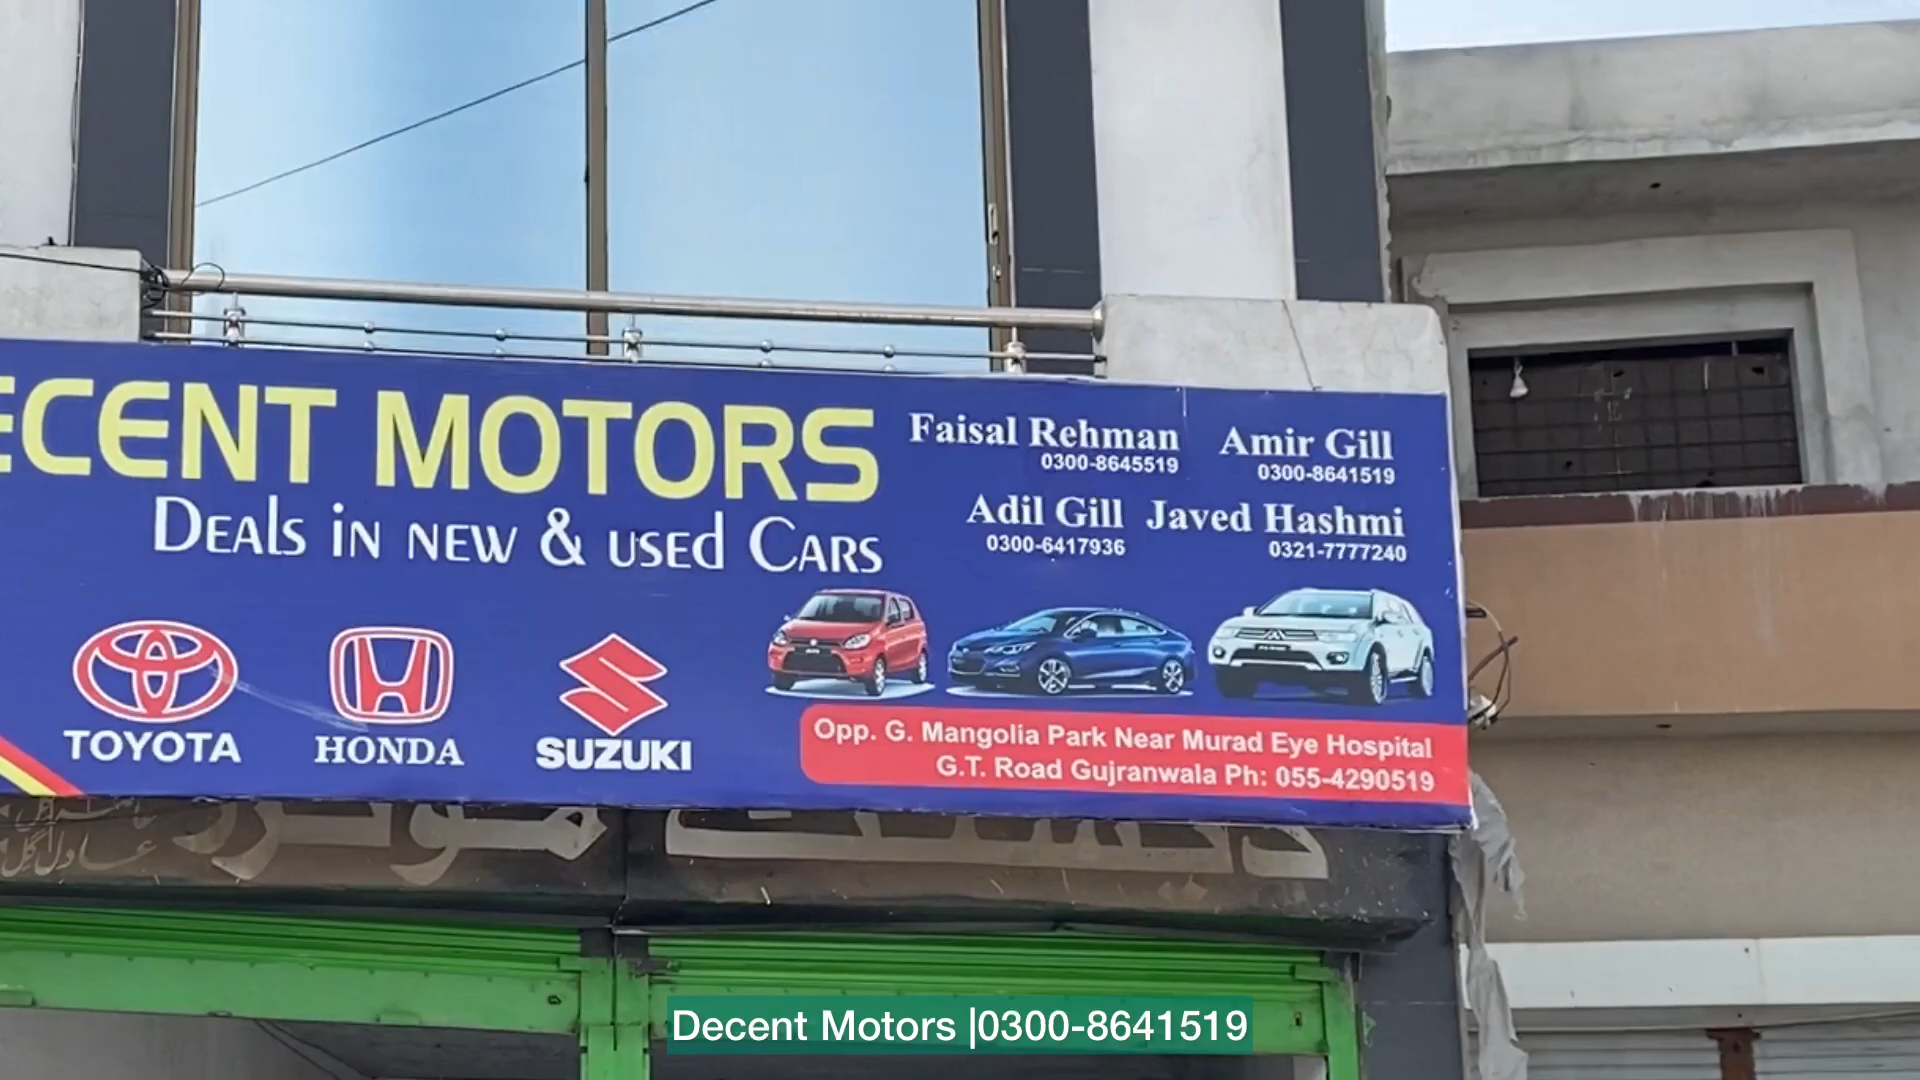 ECENT MOTORS
Deals in new & used Cars
Faisal Rehman
0300-8645519
Amir Gill
0300-8641519
Adil Gill
0300-6417936
Javed Hashmi
0321-7777240
TOYOTA
HONDA
SUZUKI
Opp. G. Mangolia Park Near Murad Eye Hospital
G.T. Road Gujranwala Ph: 055-4290519
عادل گل
Decent Motors |0300-8641519